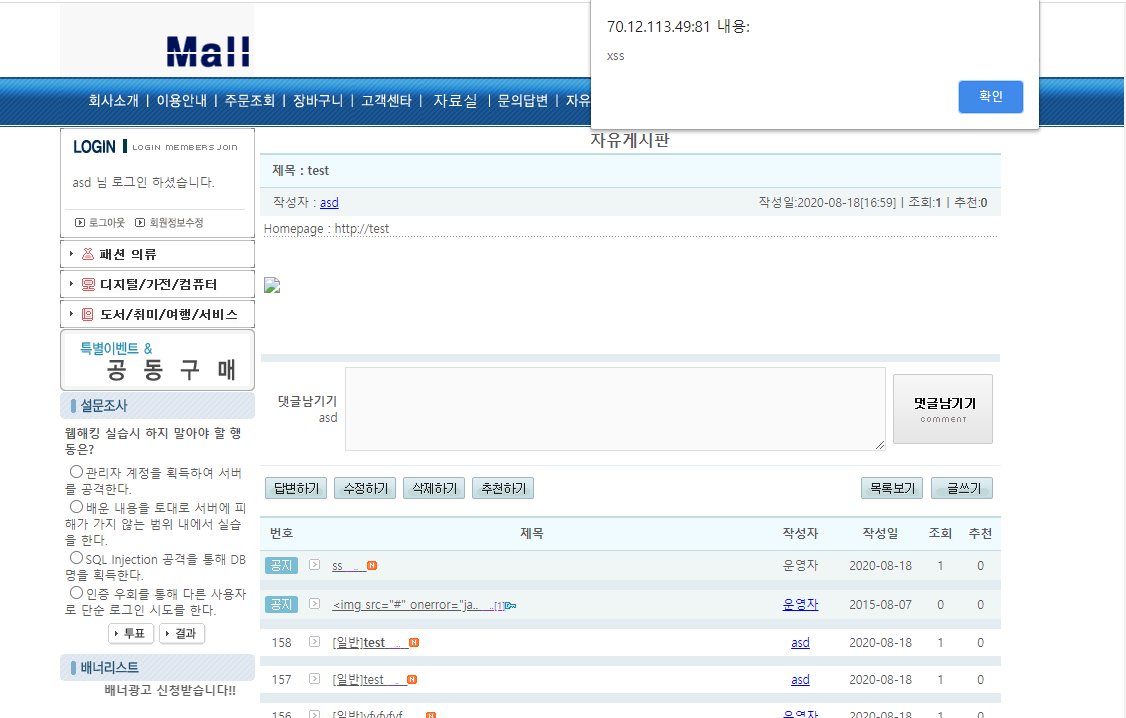 Mall
70.12.113.49:81 내용:
xss
확인
회사소개 | 이용안내 | 주문조회 | 장바구니 | 고객센타 | 자료실 | 문의답변 | 자유
LOGIN LOGIN MEMBERS JOIN
asd 님 로그인 하셨습니다.
로그아웃 회원정보수정
패션 의류
디지털/가전/컴퓨터
도서/취미/여행/서비스
특별이벤트 &
공 동 구 매
설문조사
웹해킹 실습시 하지 말아야 할 행
동은?
관리자 계정을 획득하여 서버
를 공격한다.
배운 내용을 토대로 서버에 피
해가 가지 않는 범위 내에서 실습
을 한다.
SQL Injection 공격을 통해 DB
명을 획득한다.
인증 우회를 통해 다른 사용자
로 단순 로그인 시도를 한다.
투표 결과
배너리스트
배너광고 신청받습니다!!
자유게시판
제목 : test
작성자 : asd 작성일:2020-08-18[16:59] | 조회:1 | 추천:0
Homepage : http://test
댓글남기기
asd
댓글남기기
COMMENT
답변하기 수정하기 삭제하기 추천하기 목록보기 글쓰기
번호 제목 작성자 작성일 조회 추천
공지 ss .. N 운영자 2020-08-18 1 0
공지 <img src="#" onerror="ja.. ..[1] 운영자 2015-08-07 0 0
158 [일반]test .. N asd 2020-08-18 1 0
157 [일반]test .. N asd 2020-08-18 1 0
156 [일반]yfyfyfyf .. N 운영자 2020-08-18 1 0